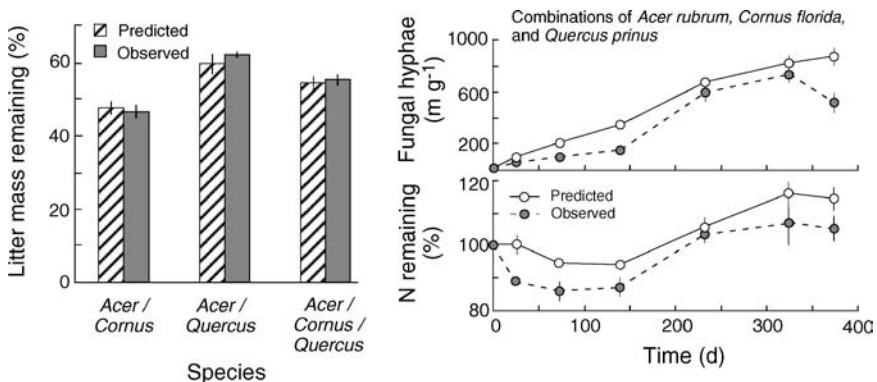 Predicted
Observed
Litter mass remaining (%)
60
40
20
0
Acer /
Cornus
Acer /
Quercus
Acer /
Cornus /
Quercus
Species
Combinations of Acer rubrum, Cornus florida,
and Quercus prinus
Fungal hyphae
(m g-1)
1000
600
200
N remaining
(%)
120
100
80
Predicted
Observed
0
100
200
300
400
Time (d)